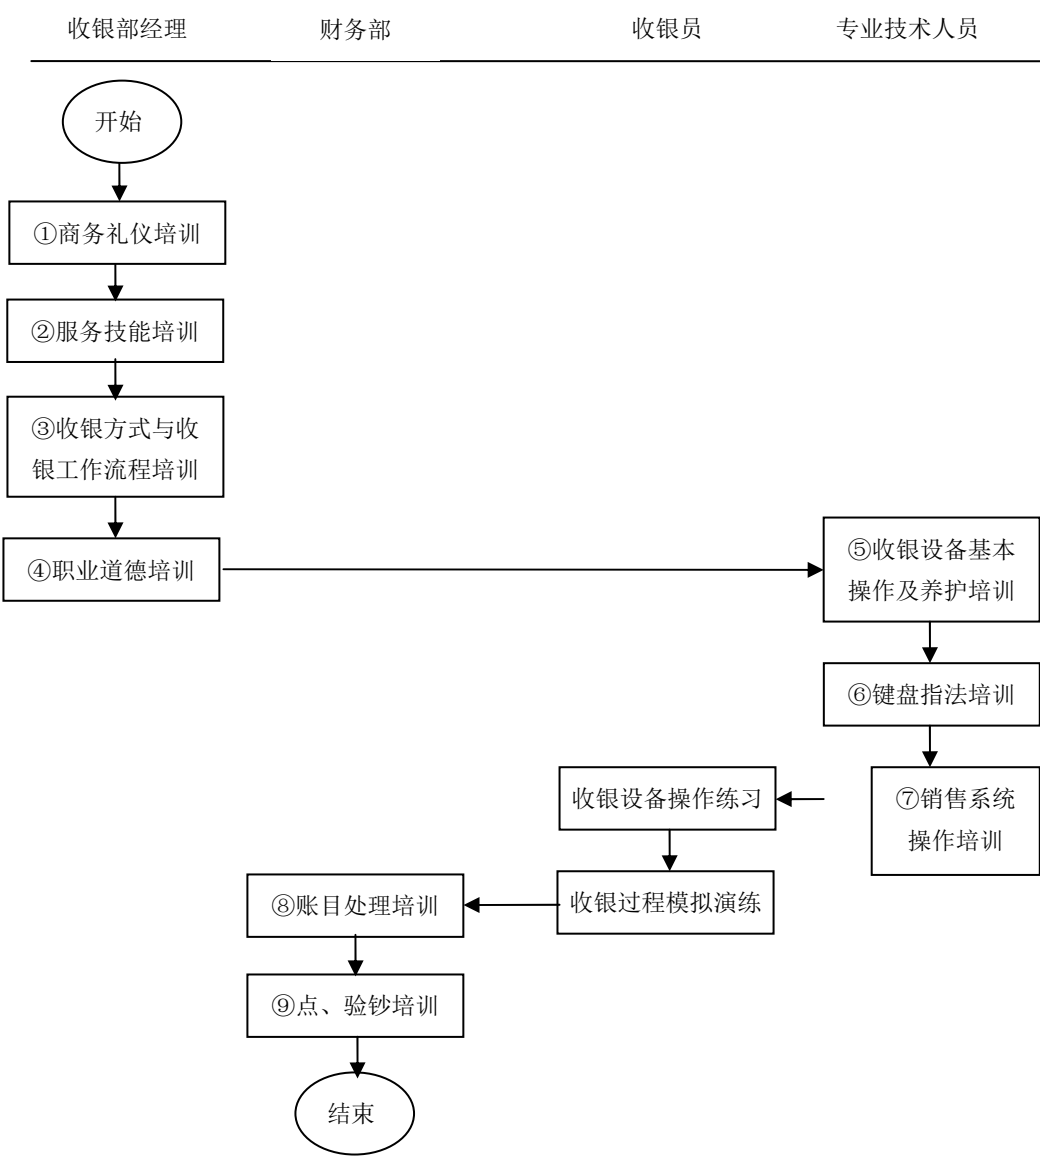 收银部经理 财务部 收银员 专业技术人员
开始
①商务礼仪培训
②服务技能培训
③收银方式与收
银工作流程培训
④职业道德培训
⑤收银设备基本
操作及养护培训
⑥键盘指法培训
⑦销售系统
操作培训
收银设备操作练习
收银过程模拟演练
⑧账目处理培训
⑨点、验钞培训
结束